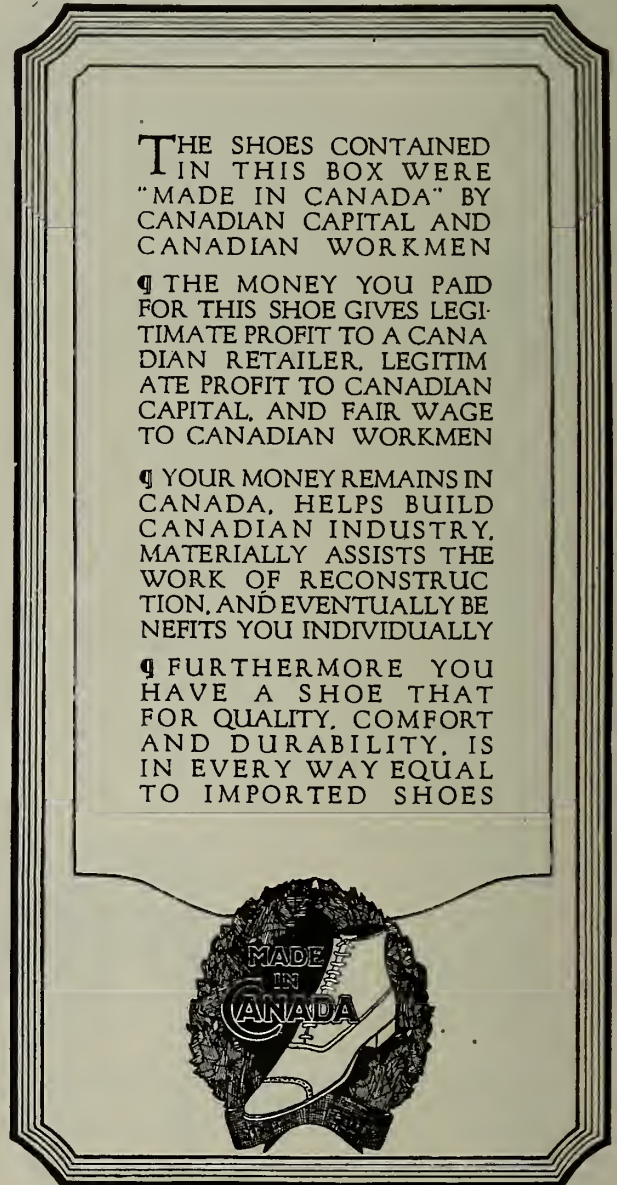 THE SHOES CONTAINED
IN THIS BOX WERE
"MADE IN CANADA" BY
CANADIAN CAPITAL AND
CANADIAN WORKMEN
¶ THE MONEY YOU PAID
FOR THIS SHOE GIVES LEGI-
TIMATE PROFIT TO A CANA
DIAN RETAILER, LEGITIM
ATE PROFIT TO CANADIAN
CAPITAL, AND FAIR WAGE
TO CANADIAN WORKMEN
¶ YOUR MONEY REMAINS IN
CANADA, HELPS BUILD
CANADIAN INDUSTRY,
MATERIALLY ASSISTS THE
WORK OF RECONSTRUC
TION, AND EVENTUALLY BE
NEFITS YOU INDIVIDUALLY
¶ FURTHERMORE YOU
HAVE A SHOE THAT
FOR QUALITY, COMFORT
AND DURABILITY, IS
IN EVERY WAY EQUAL
TO IMPORTED SHOES
MADE
IN
CANADA